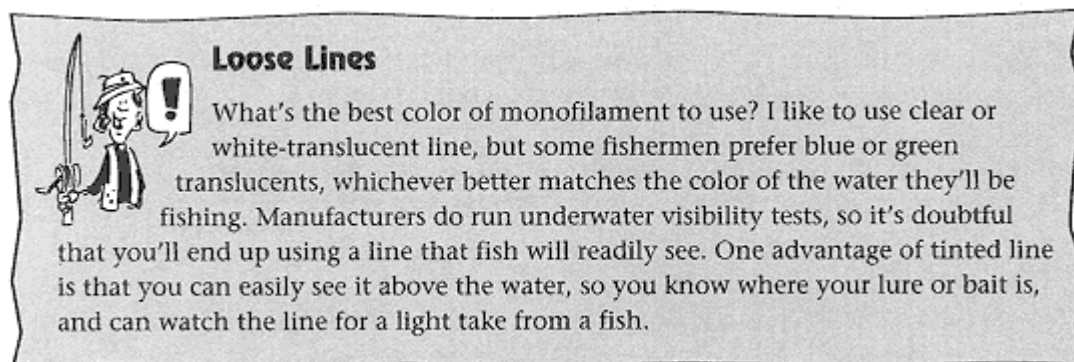 Loose Lines
!
What's the best color of monofilament to use? I like to use clear or
white-translucent line, but some fishermen prefer blue or green
translucents, whichever better matches the color of the water they'll be
fishing. Manufacturers do run underwater visibility tests, so it's doubtful
that you'll end up using a line that fish will readily see. One advantage of tinted line
is that you can easily see it above the water, so you know where your lure or bait is,
and can watch the line for a light take from a fish.